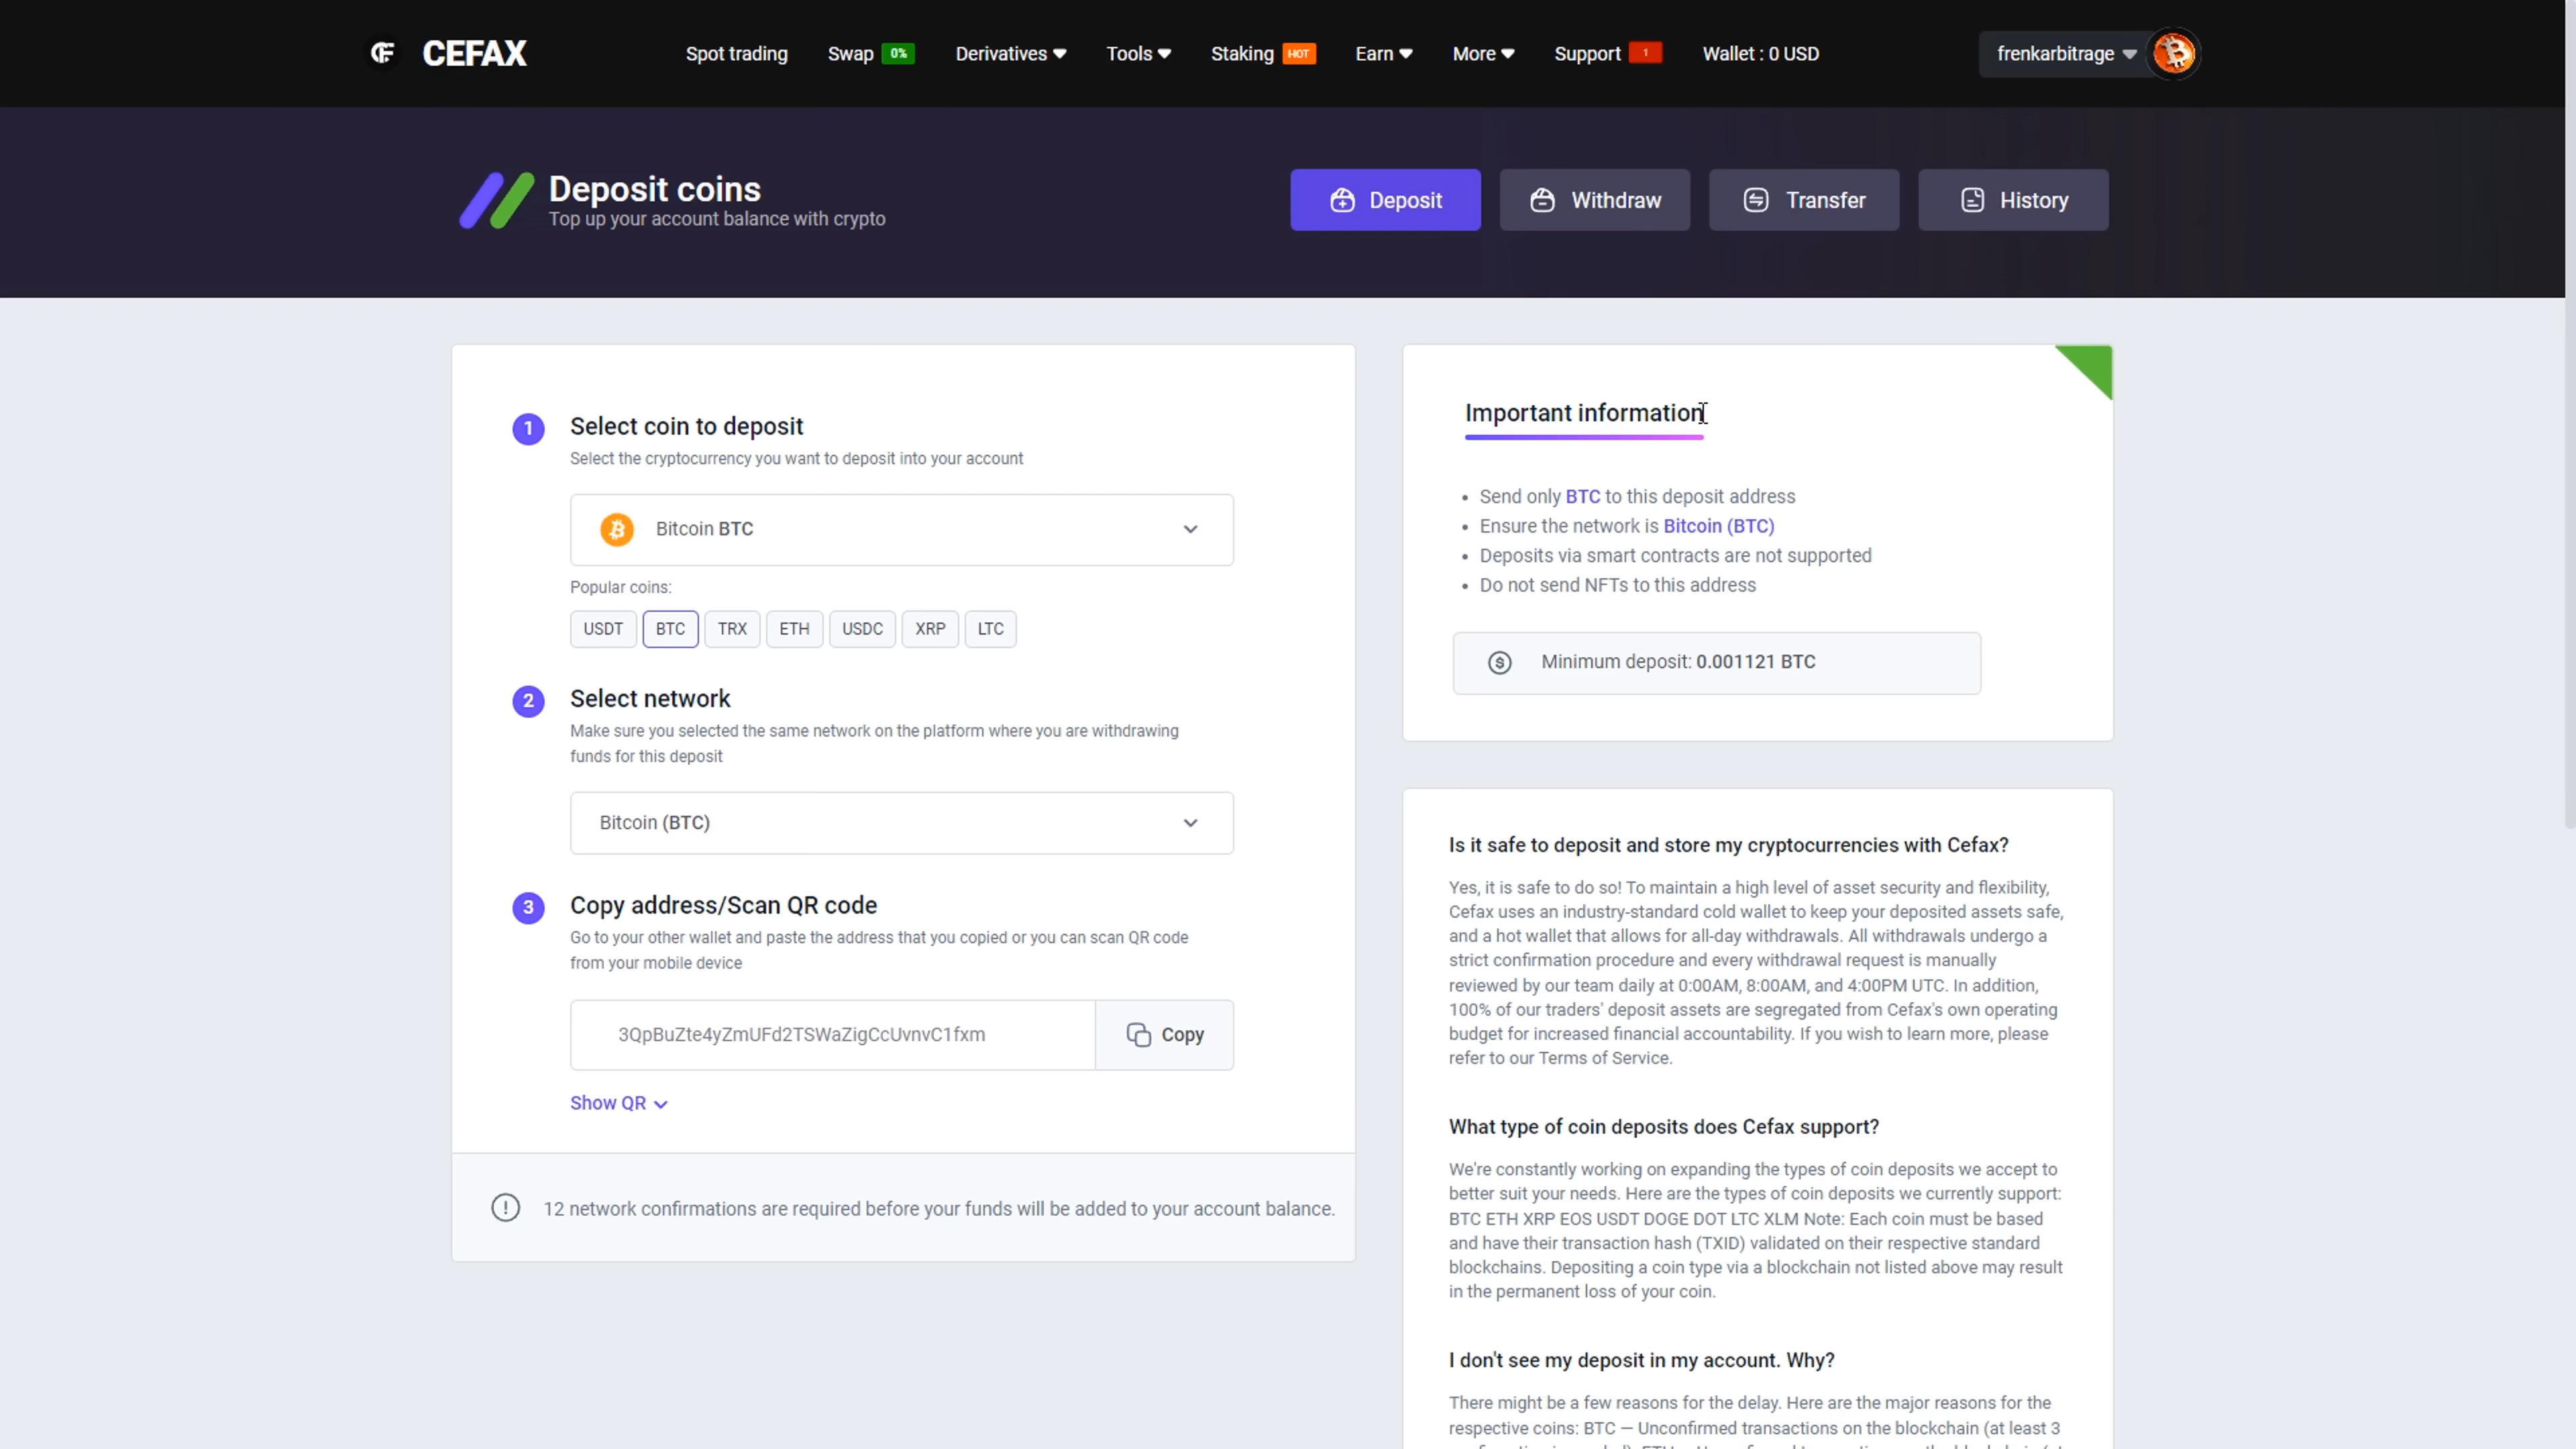 CEFAX
Spot trading
Swap 0%
Derivatives
Tools
Staking HOT
Earn
More
Support 1
Wallet : 0 USD
frenkarbitrage
Deposit coins
Top up your account balance with crypto
Deposit
Withdraw
Transfer
History
1
Select coin to deposit
Select the cryptocurrency you want to deposit into your account
Bitcoin BTC
Popular coins:
USDT BTC TRX ETH USDC XRP LTC
2
Select network
Make sure you selected the same network on the platform where you are withdrawing
funds for this deposit
Bitcoin (BTC)
3
Copy address/Scan QR code
Go to your other wallet and paste the address that you copied or you can scan QR code
from your mobile device
3QpBuZte4yZmUFd2TSWaZigCcUvnvC1fxm
Copy
Show QR
12 network confirmations are required before your funds will be added to your account balance.
Important information
Send only BTC to this deposit address
Ensure the network is Bitcoin (BTC)
Deposits via smart contracts are not supported
Do not send NFTs to this address
Minimum deposit: 0.001121 BTC
Is it safe to deposit and store my cryptocurrencies with Cefax?
Yes, it is safe to do so! To maintain a high level of asset security and flexibility,
Cefax uses an industry-standard cold wallet to keep your deposited assets safe,
and a hot wallet that allows for all-day withdrawals. All withdrawals undergo a
strict confirmation procedure and every withdrawal request is manually
reviewed by our team daily at 0:00AM, 8:00AM, and 4:00PM UTC. In addition,
100% of our traders' deposit assets are segregated from Cefax's own operating
budget for increased financial accountability. If you wish to learn more, please
refer to our Terms of Service.
What type of coin deposits does Cefax support?
We're constantly working on expanding the types of coin deposits we accept to
better suit your needs. Here are the types of coin deposits we currently support:
BTC ETH XRP EOS USDT DOGE DOT LTC XLM Note: Each coin must be based
and have their transaction hash (TXID) validated on their respective standard
blockchains. Depositing a coin type via a blockchain not listed above may result
in the permanent loss of your coin.
I don't see my deposit in my account. Why?
There might be a few reasons for the delay. Here are the major reasons for the
respective coins: BTC — Unconfirmed transactions on the blockchain (at least 3